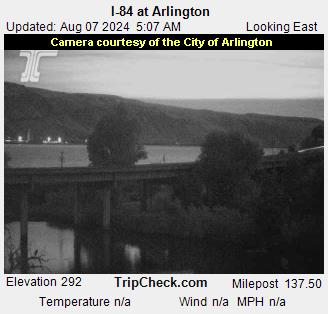 I-84 at Arlington
Updated: Aug 07 2024 5:07 AM Looking East
Camera courtesy of the City of Arlington
Elevation 292 TripCheck.com Milepost 137.50
Temperature n/a Wind n/a MPH n/a